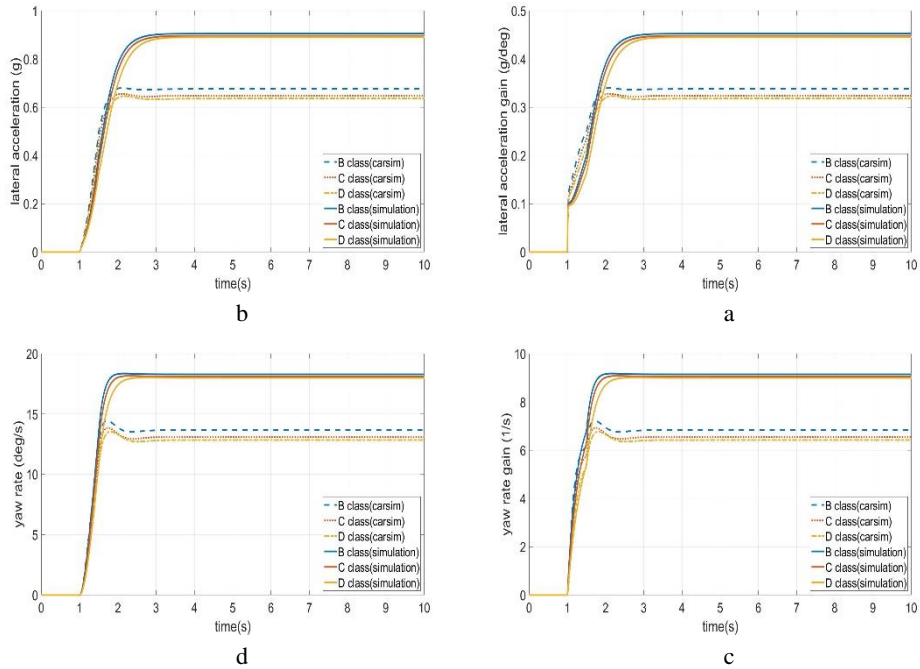 1
0.8
0.6
0.4
0.2
0
lateral acceleration (g)
B class(carsim)
C class(carsim)
D class(carsim)
B class(simulation)
C class(simulation)
D class(simulation)
0 1 2 3 4 5 6 7 8 9 10
time(s)
b
0.5
0.4
0.3
0.2
0.1
0
lateral acceleration gain (g/deg)
B class(carsim)
C class(carsim)
D class(carsim)
B class(simulation)
C class(simulation)
D class(simulation)
0 1 2 3 4 5 6 7 8 9 10
time(s)
a
20
15
10
5
0
yaw rate (deg/s)
B class(carsim)
C class(carsim)
D class(carsim)
B class(simulation)
C class(simulation)
D class(simulation)
0 1 2 3 4 5 6 7 8 9 10
time(s)
d
10
8
6
4
2
0
yaw rate gain (1/s)
B class(carsim)
C class(carsim)
D class(carsim)
B class(simulation)
C class(simulation)
D class(simulation)
0 1 2 3 4 5 6 7 8 9 10
time(s)
c